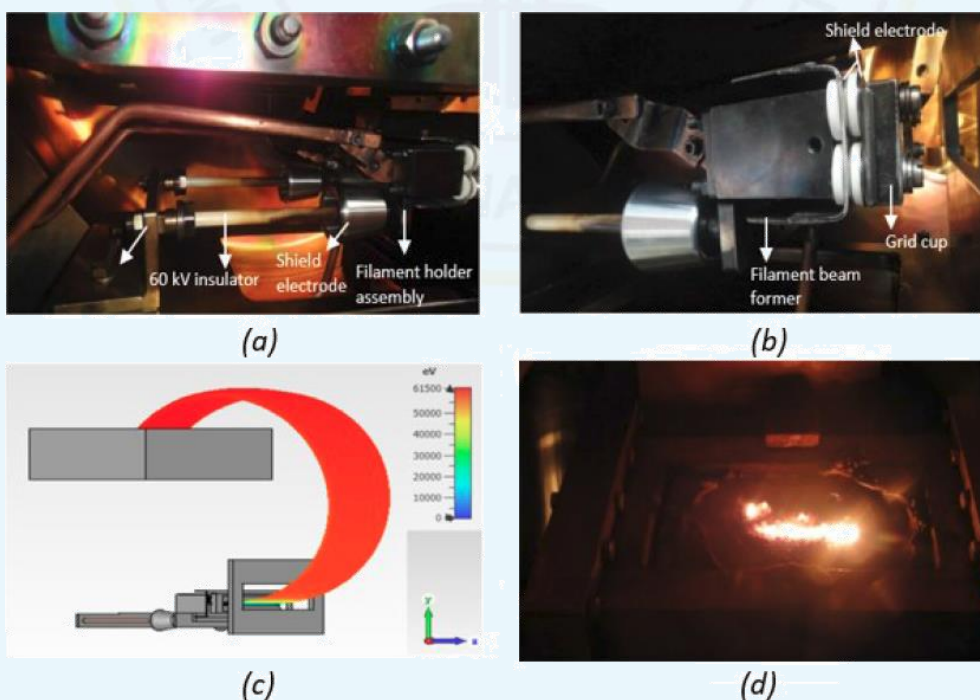 60 kV insulator
Shield
electrode
Filament holder
assembly
(a)
Shield electrode
Grid cup
Filament beam
former
(b)
eV
61500
50000
40000
30000
20000
10000
0
y
(c)
(d)